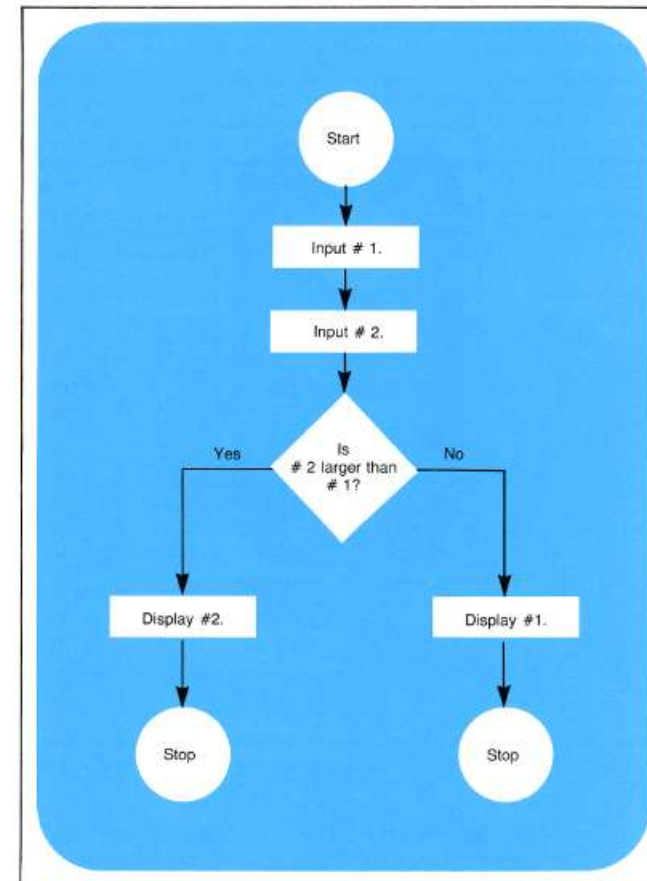 Start
Input # 1.
Input # 2.
Is
# 2 larger than
# 1?
Yes
No
Display #2.
Display #1.
Stop
Stop